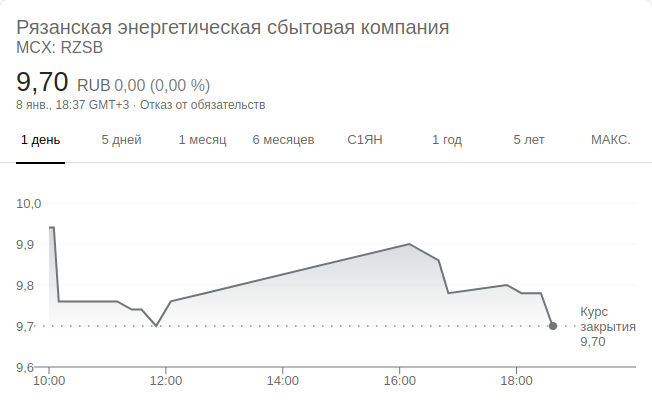 Рязанская энергетическая сбытовая компания
MCX: RZSB
9,70 RUB 0,00 (0,00 %)
8 янв., 18:37 GMT+3 · Отказ от обязательств
1 день 5 дней 1 месяц 6 месяцев С1ЯН 1 год 5 лет МАКС.
10,0
9,9
9,8
9,7
9,6
Курс
закрытия
9,70
10:00 12:00 14:00 16:00 18:00